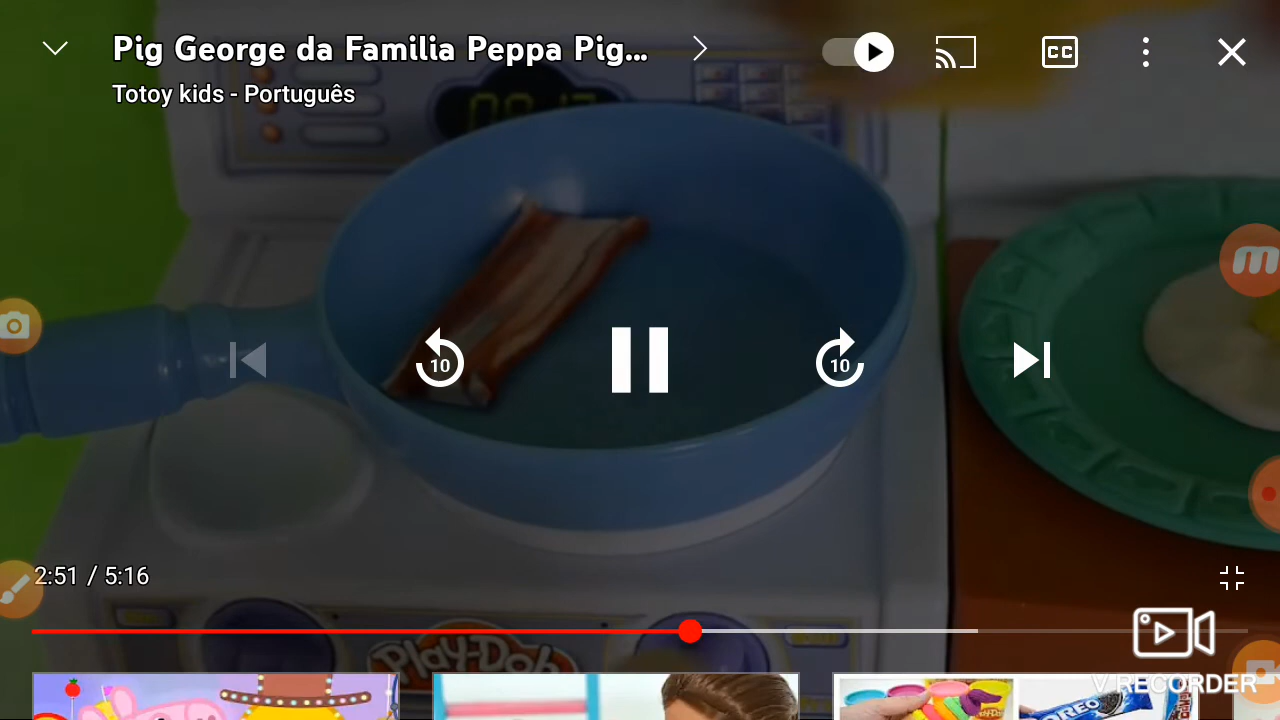 Pig George da Familia Peppa Pig...
CC
Totoy kids - Português
10
10
2:51 / 5:16
PLAY-DOH
V RECORDER
OREO